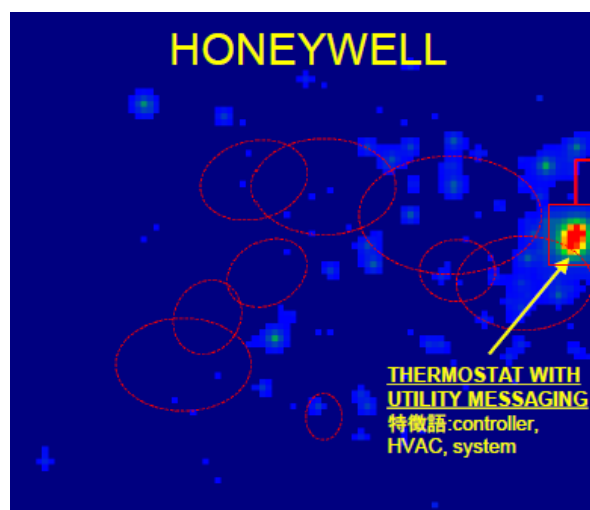 HONEYWELL
THERMOSTAT WITH
UTILITY MESSAGING
特徴語:controller,
HVAC, system